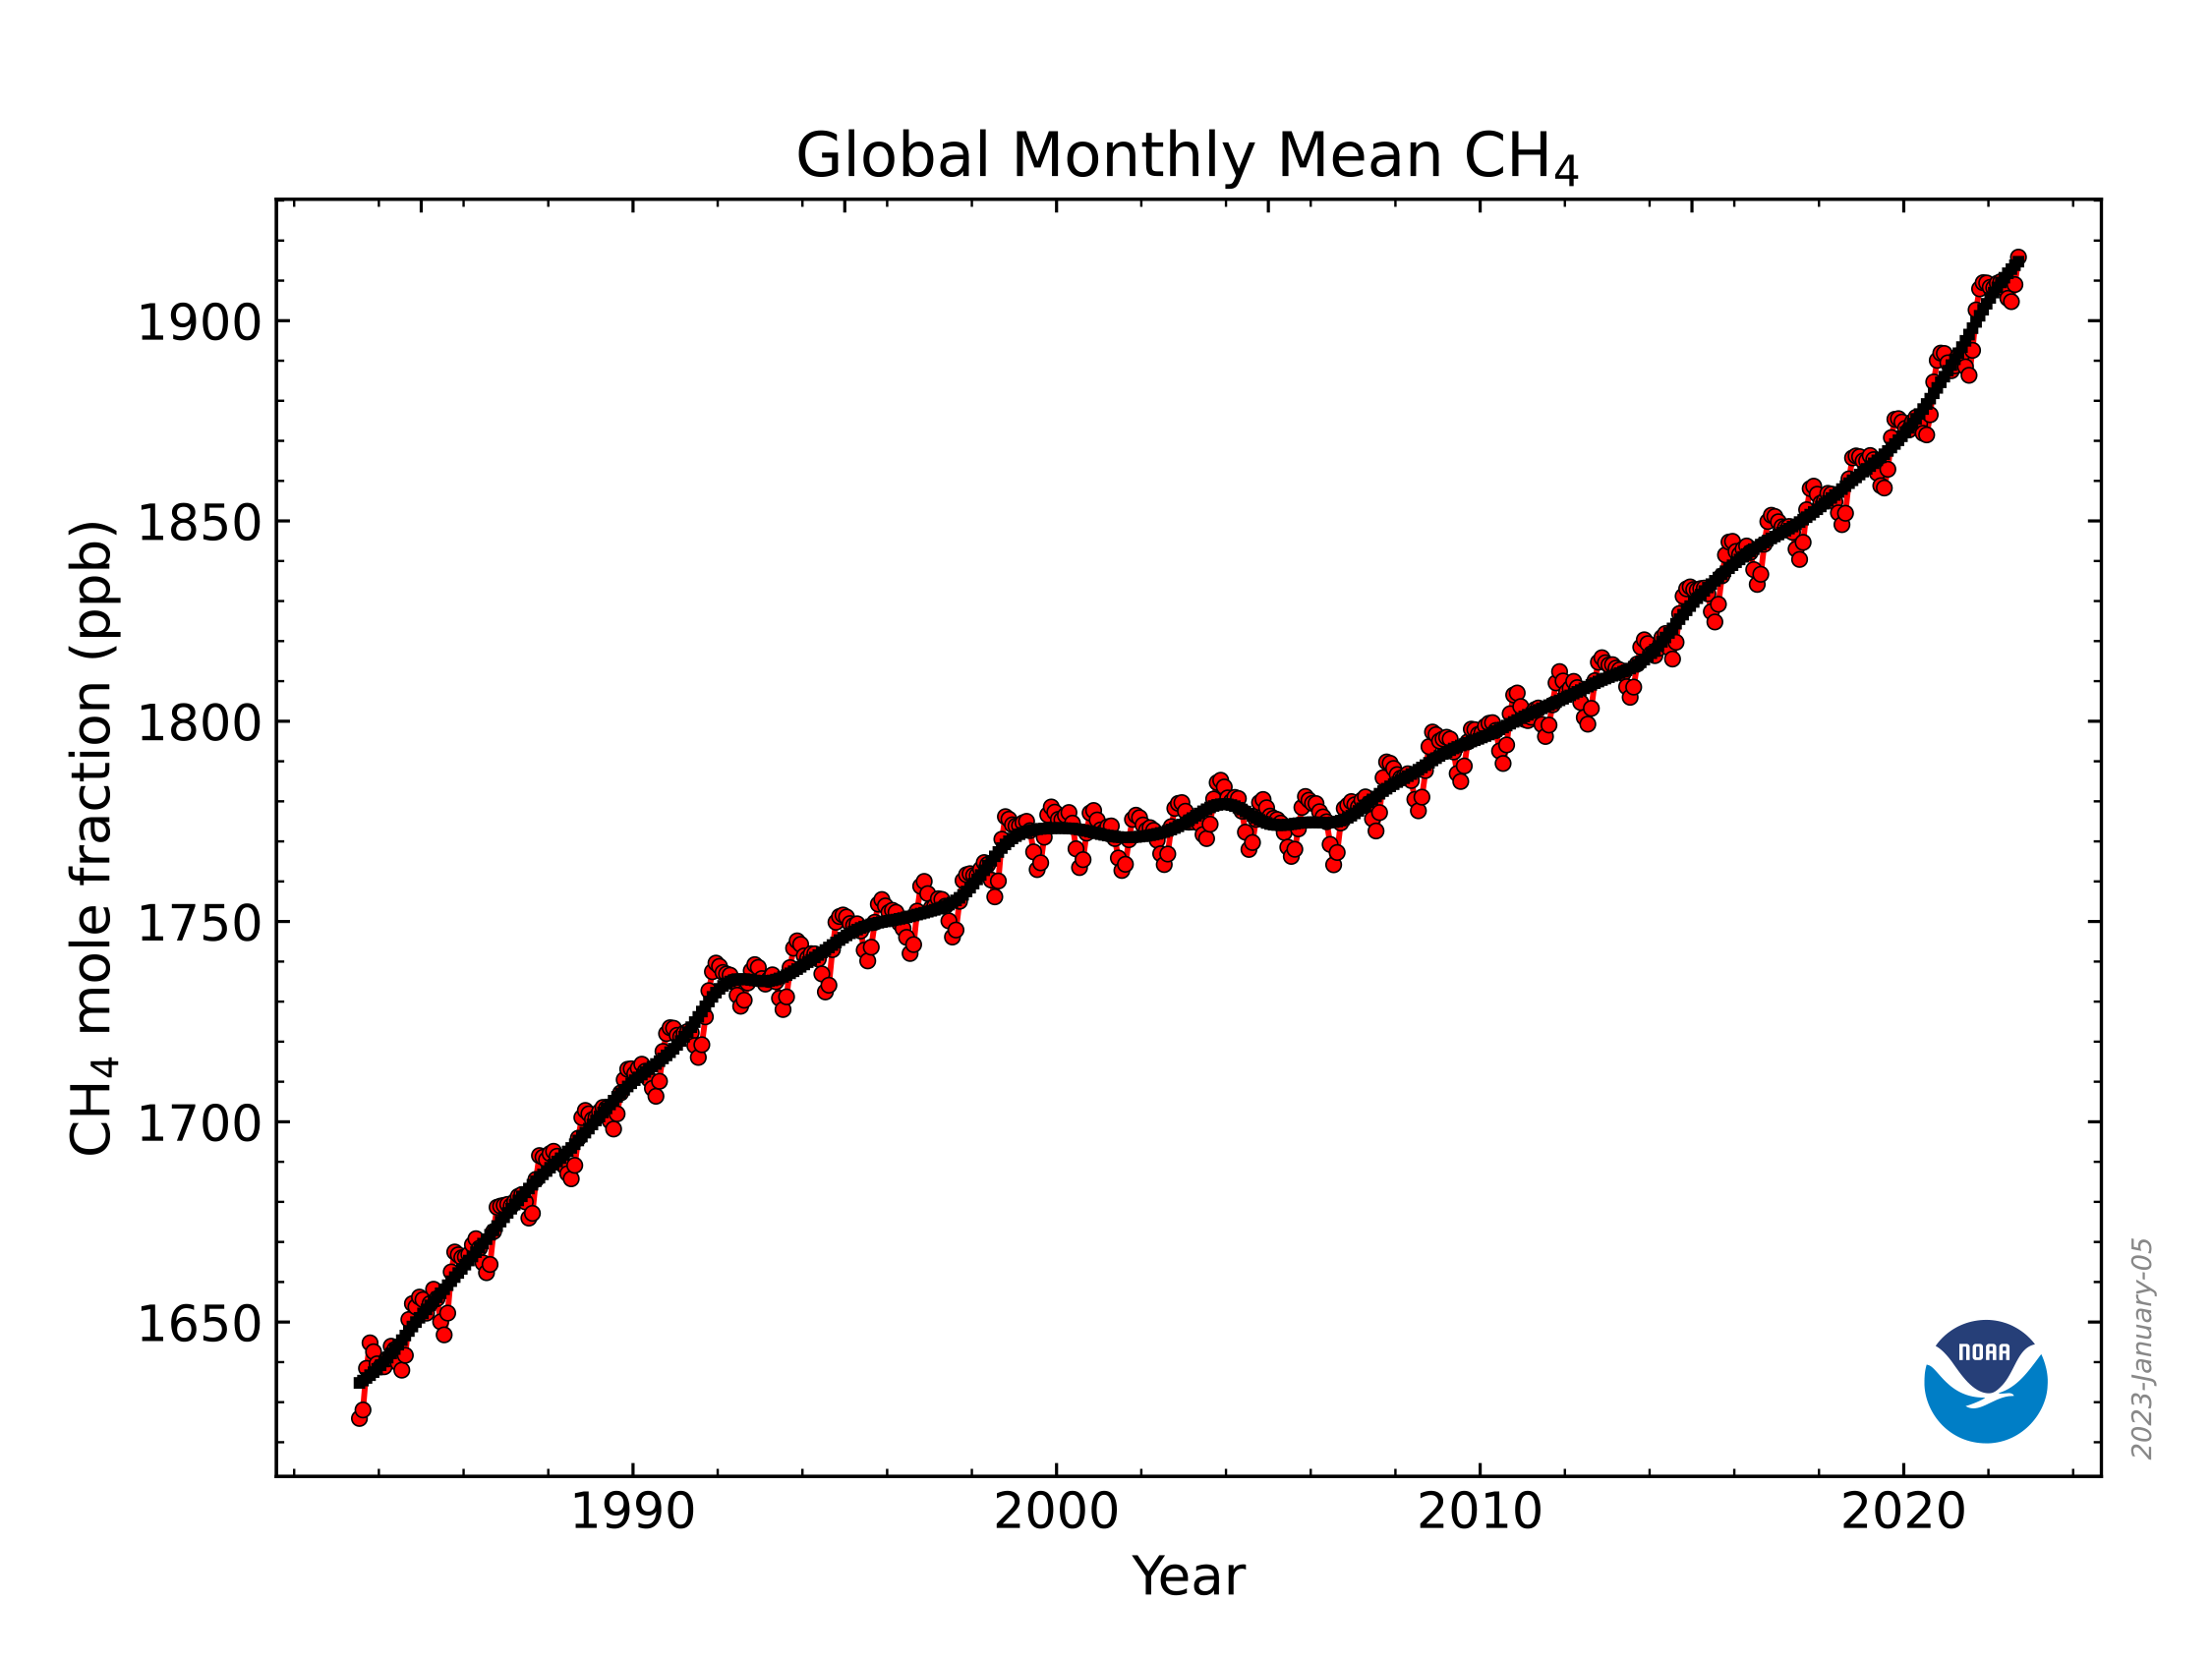 Global Monthly Mean CH₄
CH₄ mole fraction (ppb)
1900
1850
1800
1750
1700
1650
1990 2000 2010 2020
Year
NOAA
2023-January-05